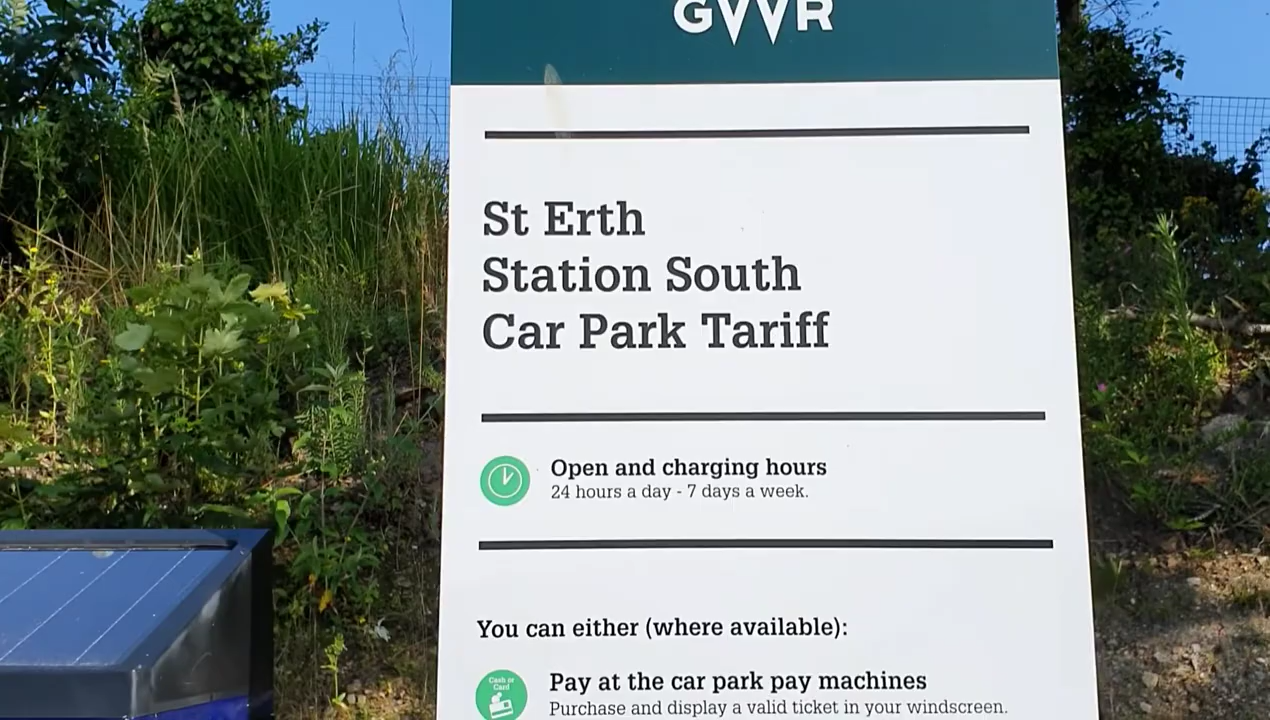 GWR
St Erth
Station South
Car Park Tariff
Open and charging hours
24 hours a day - 7 days a week.
You can either (where available):
Cash or
Card
Pay at the car park pay machines
Purchase and display a valid ticket in your windscreen.